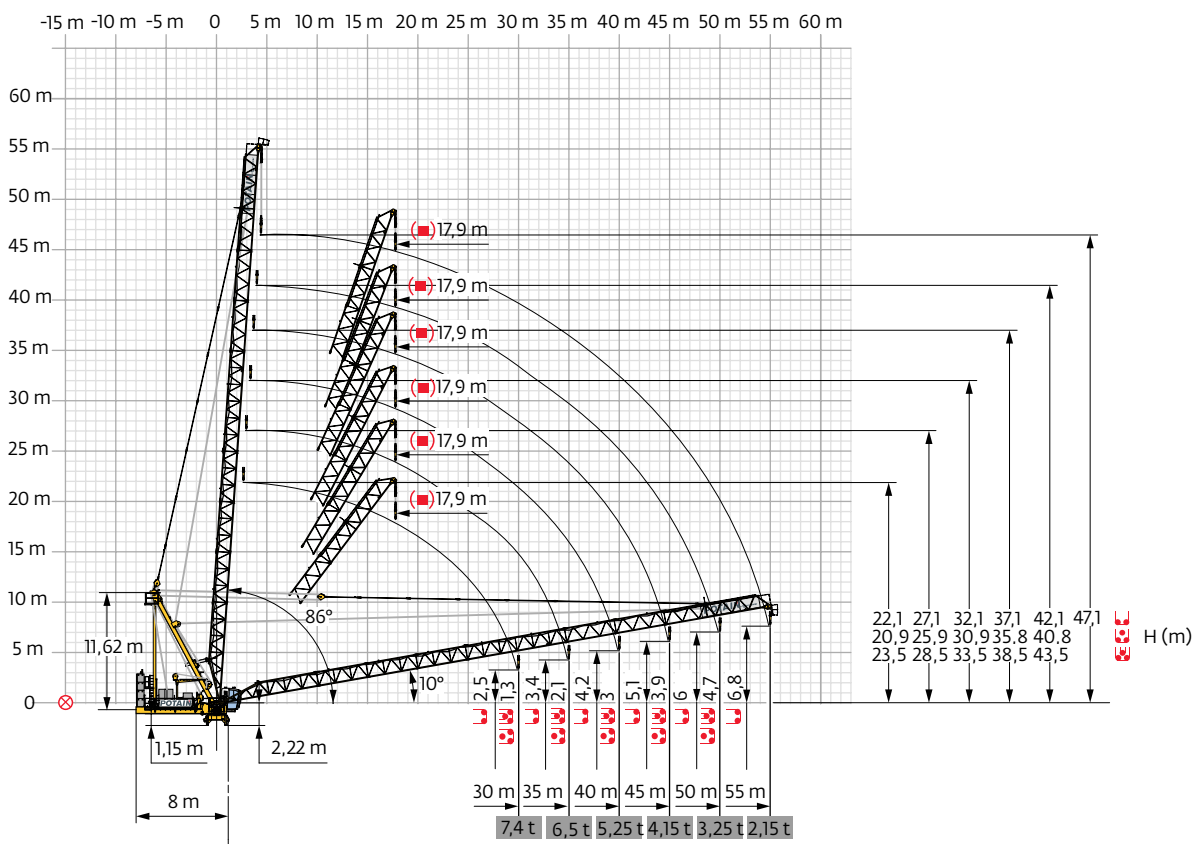 -15 m -10 m -5 m 0 5 m 10 m 15 m 20 m 25 m 30 m 35 m 40 m 45 m 50 m 55 m 60 m
60 m
55 m
50 m
45 m
40 m
35 m
30 m
25 m
20 m
15 m
10 m
5 m
0
17,9 m
17,9 m
17,9 m
17,9 m
17,9 m
17,9 m
86°
10°
11,62 m
POTAIN
1,15 m
2,22 m
8 m
22,1 27,1 32,1 37,1 42,1 47,1
20,9 25,9 30,9 35,8 40,8
23,5 28,5 33,5 38,5 43,5
H (m)
2,5 1,3 3,4 2,1 4,2 3 5,1 3,9 6 4,7 6,8
30 m 35 m 40 m 45 m 50 m 55 m
7,4 t 6,5 t 5,25 t 4,15 t 3,25 t 2,15 t